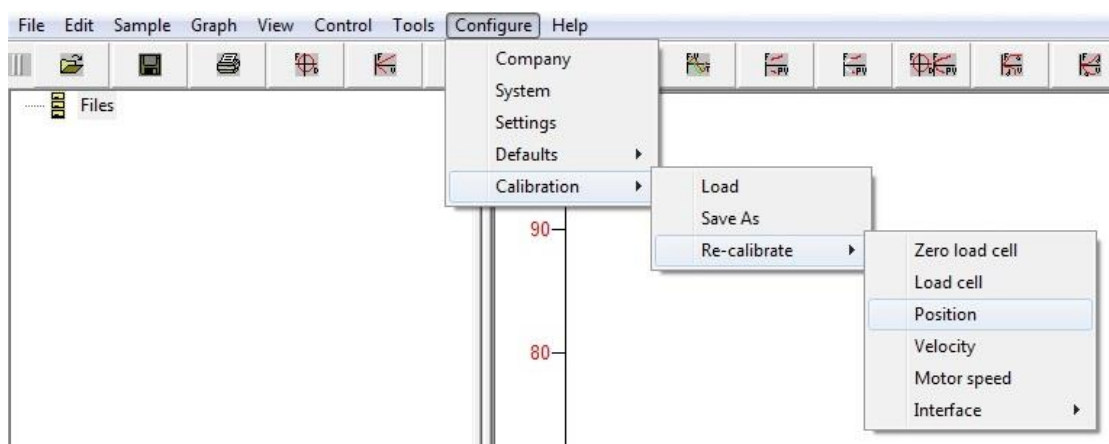 File Edit Sample Graph View Control Tools Configure Help
Files
Company
System
Settings
Defaults
Calibration
Load
Save As
Re-calibrate
Zero load cell
Load cell
Position
Velocity
Motor speed
Interface
90
80